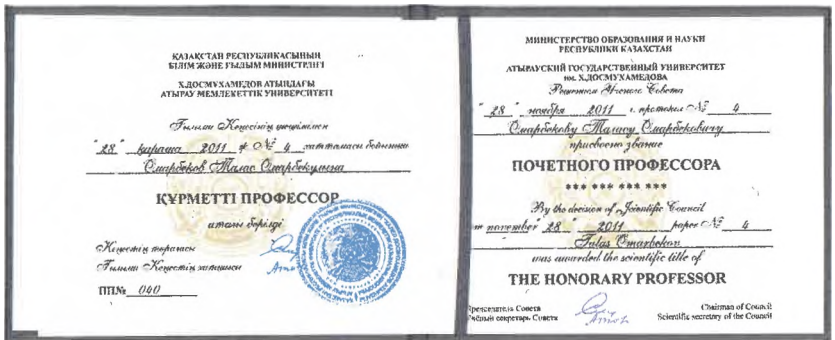 ҚАЗАҚСТАН РЕСПУБЛИКАСЫНЫҢ
БІЛІМ ЖӘНЕ ҒЫЛЫМ МИНИСТРЛІГІ
Х.ДОСМУХАМЕДОВ АТЫНДАҒЫ
АТЫРАУ МЕМЛЕКЕТТІК УНИВЕРСИТЕТІ
Ғылыми Кеңесінің шешімімен
"28" қараша 2011 ж № 4 хаттамасы бойынша
Омарбеков Талас Омарбекұлына
ҚҰРМЕТТІ ПРОФЕССОР
атағы берілді
Кеңестің төрағасы
Ғылыми Кеңестің хатшысы
ПП№ 040
МИНИСТЕРСТВО ОБРАЗОВАНИЯ И НАУКИ
РЕСПУБЛИКИ КАЗАХСТАН
АТЫРАУСКИЙ ГОСУДАРСТВЕННЫЙ УНИВЕРСИТЕТ
им. Х.ДОСМУХАМЕДОВА
Решением Ученого Совета
"28" ноября 2011 г. протокол № 4
Омарбекову Таласу Омарбековичу
присвоено звание
ПОЧЕТНОГО ПРОФЕССОРА
*** *** *** ***
By the decision of Scientific Council
november 28 2011 paper № 4
Talas Omarbekov
was awarded the scientific title of
THE HONORARY PROFESSOR
Председатель Совета Chairman of Council
Учёный секретарь Совета Scientific secretary of the Council